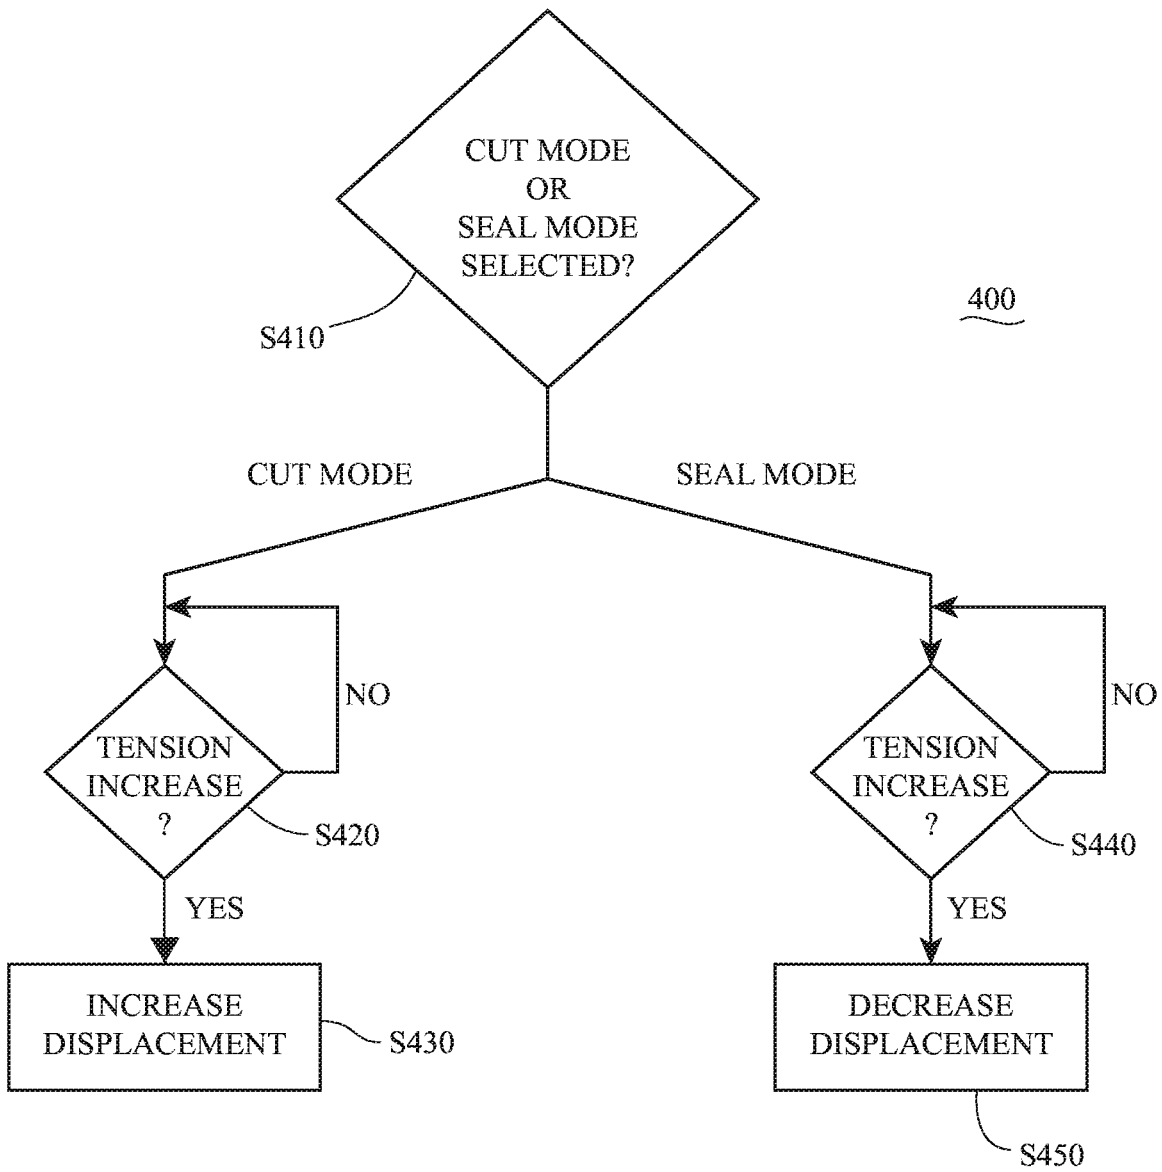 CUT MODE
OR
SEAL MODE
SELECTED?
400
S410
CUT MODE
SEAL MODE
NO
NO
TENSION
INCREASE
?
TENSION
INCREASE
?
S420
S440
YES
YES
INCREASE
DISPLACEMENT
DECREASE
DISPLACEMENT
S430
S450